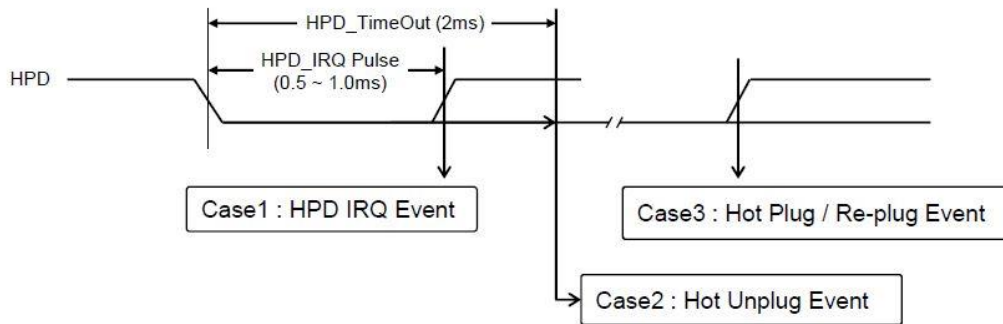 HPD_TimeOut (2ms)
HPD_IRQ Pulse
(0.5 ~ 1.0ms)
HPD
Case1 : HPD IRQ Event
Case3 : Hot Plug / Re-plug Event
Case2 : Hot Unplug Event